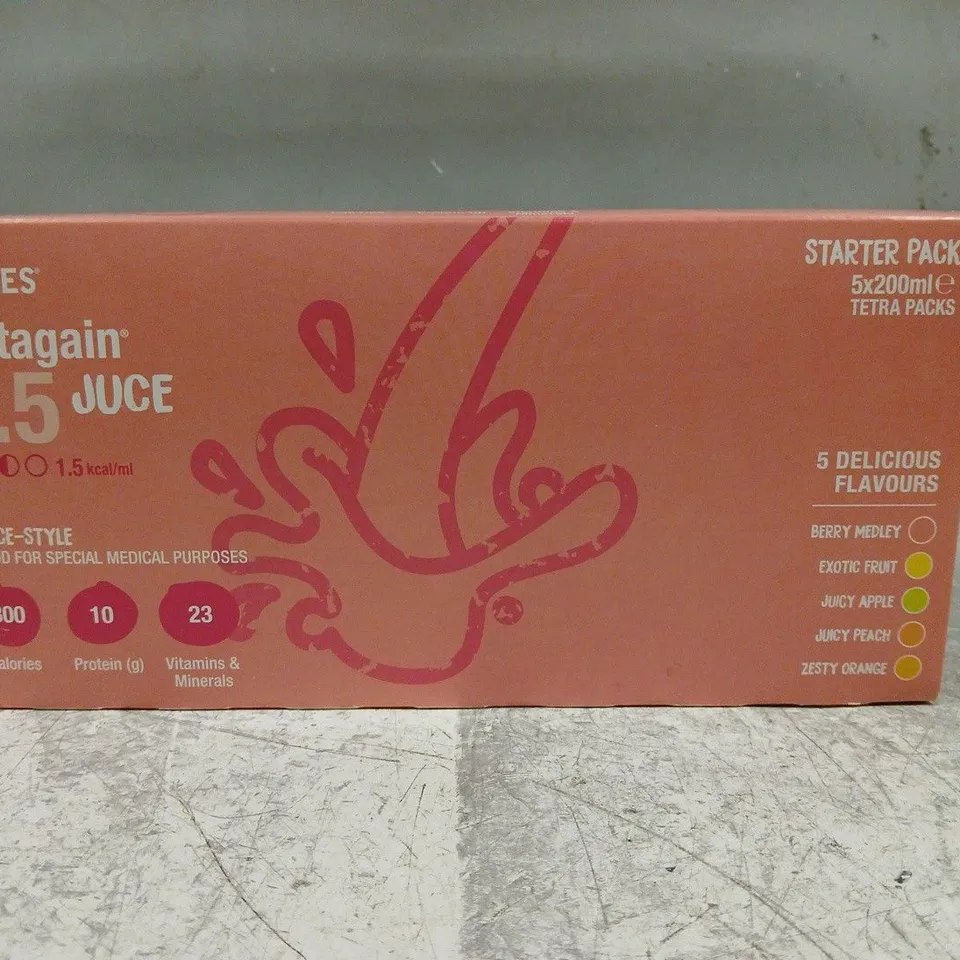 ES®
tagain®
.5 JUCE
1.5 kcal/ml
CE-STYLE
D FOR SPECIAL MEDICAL PURPOSES
300
10
23
alories
Protein (g)
Vitamins &
Minerals
STARTER PACK
5x200ml℮
TETRA PACKS
5 DELICIOUS
FLAVOURS
BERRY MEDLEY
EXOTIC FRUIT
JUICY APPLE
JUICY PEACH
ZESTY ORANGE